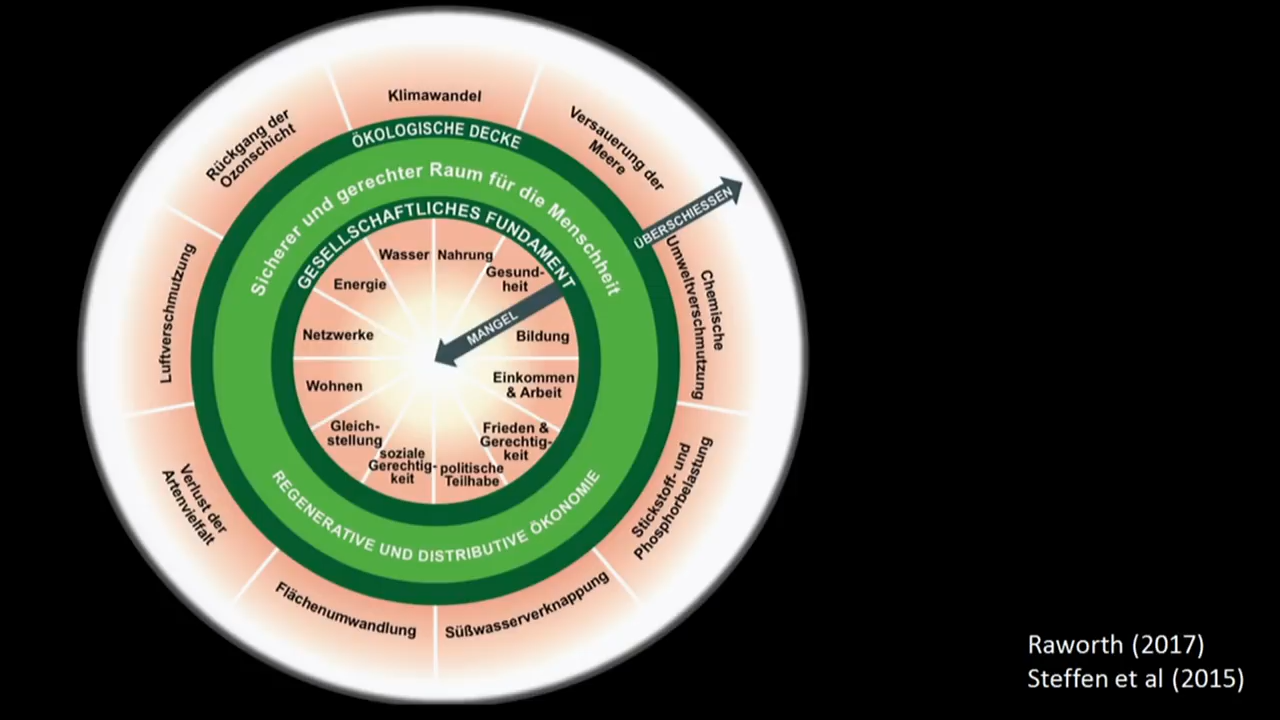 Klimawandel
Versauerung der
Meere
ÜBERSCHIESSEN
Chemische
Umweltverschmutzung
Stickstoff- und
Phosphorbelastung
Süßwasserverknappung
Flächenumwandlung
Verlust der
Artenvielfalt
Luftverschmutzung
Rückgang der
Ozonschicht
ÖKOLOGISCHE DECKE
Sicherer und gerechter Raum für die Menschheit
GESELLSCHAFTLICHES FUNDAMENT
Wasser
Nahrung
Gesund-
heit
MANGEL
Bildung
Einkommen
& Arbeit
Frieden &
Gerechtig-
keit
politische
Teilhabe
soziale
Gerechtig-
keit
Gleich-
stellung
Wohnen
Netzwerke
Energie
REGENERATIVE UND DISTRIBUTIVE ÖKONOMIE
Raworth (2017)
Steffen et al (2015)